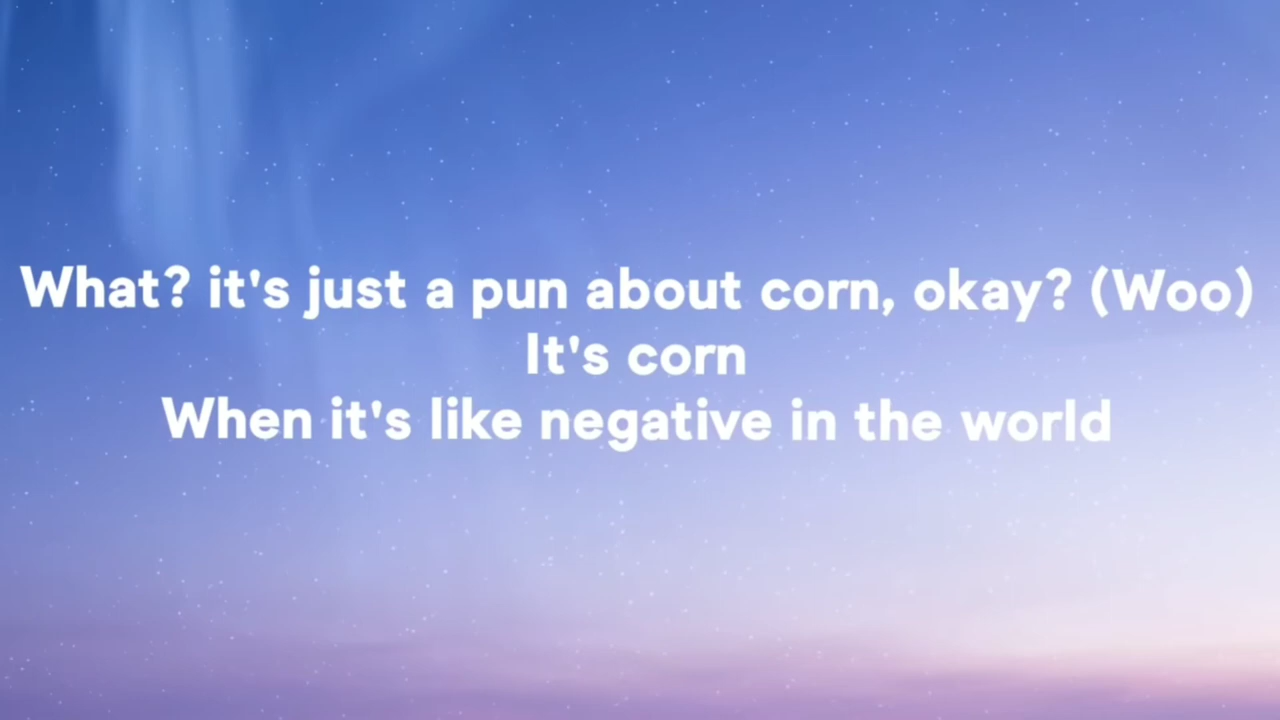 What? it's just a pun about corn, okay? (Woo)
It's corn
When it's like negative in the world